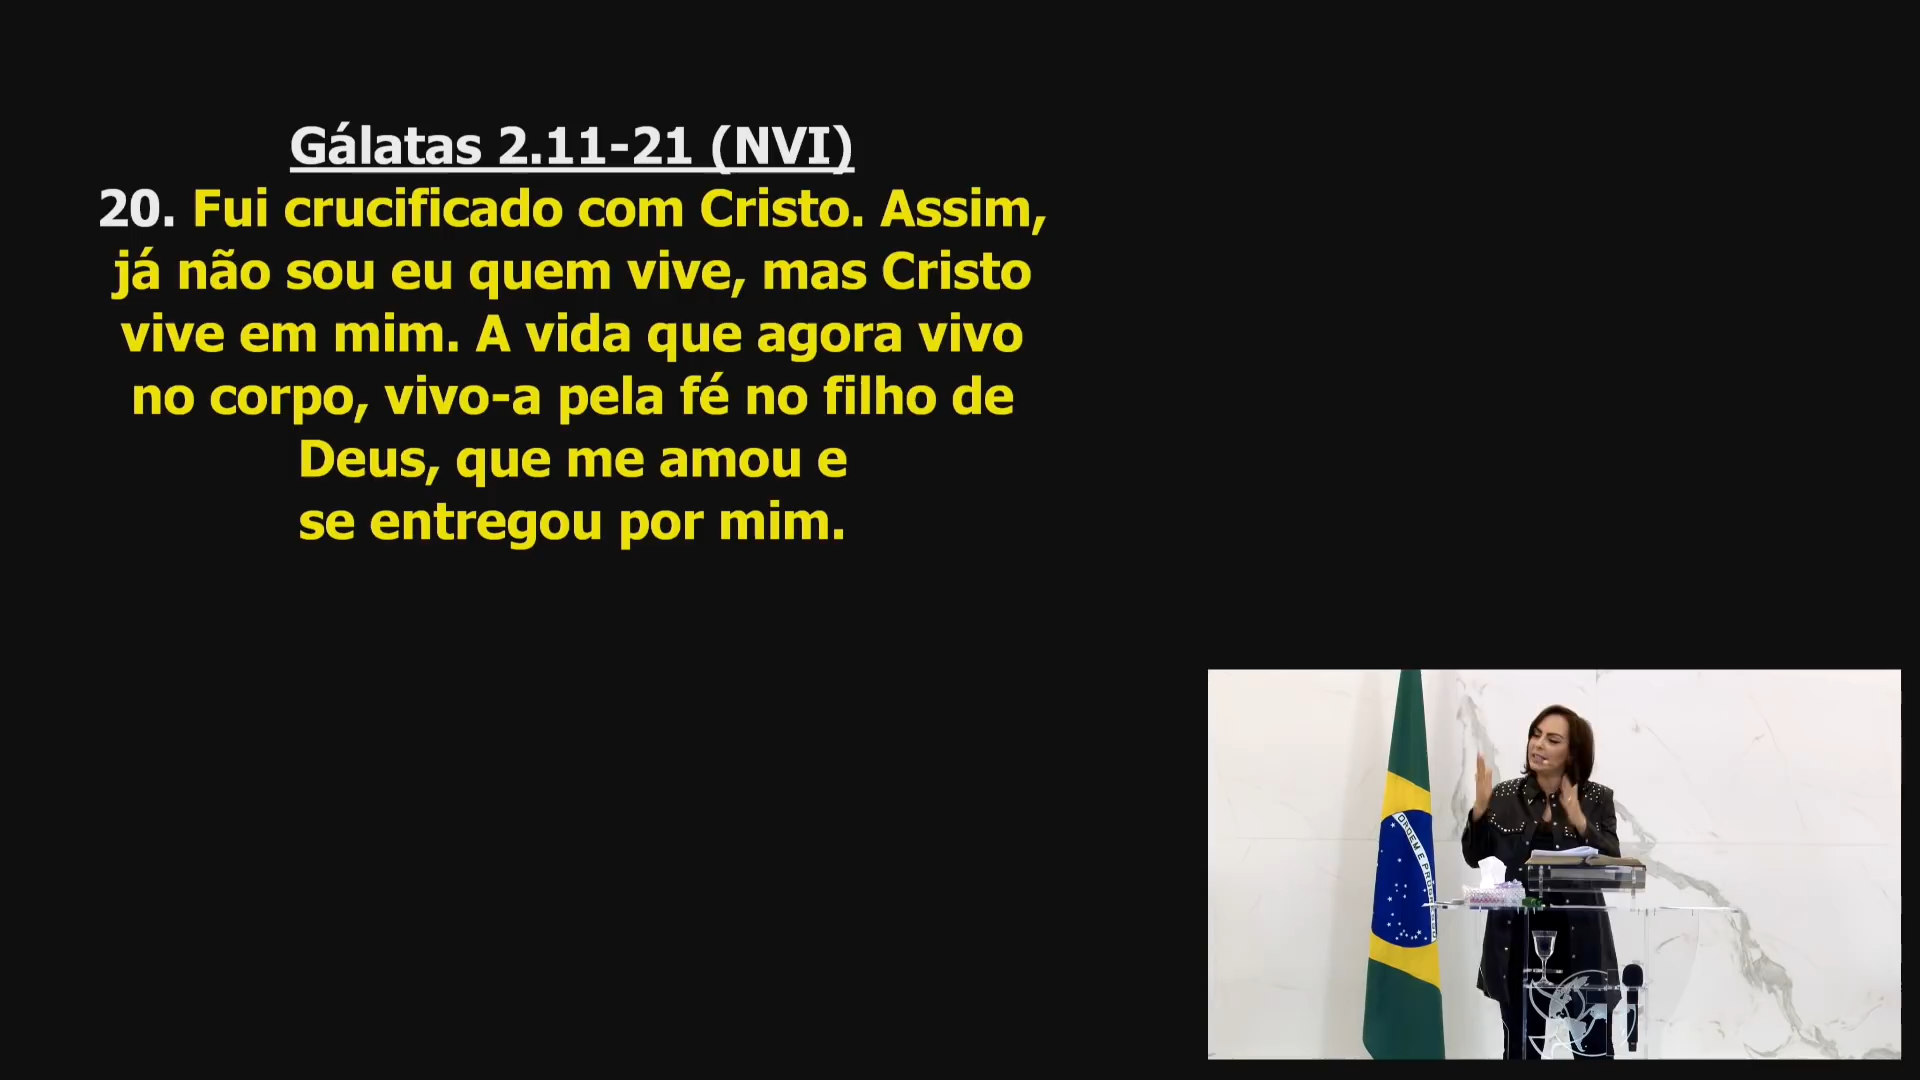 Gálatas 2.11-21 (NVI)
20. Fui crucificado com Cristo. Assim,
já não sou eu quem vive, mas Cristo
vive em mim. A vida que agora vivo
no corpo, vivo-a pela fé no filho de
Deus, que me amou e
se entregou por mim.
ORDEM E PROGRESSO